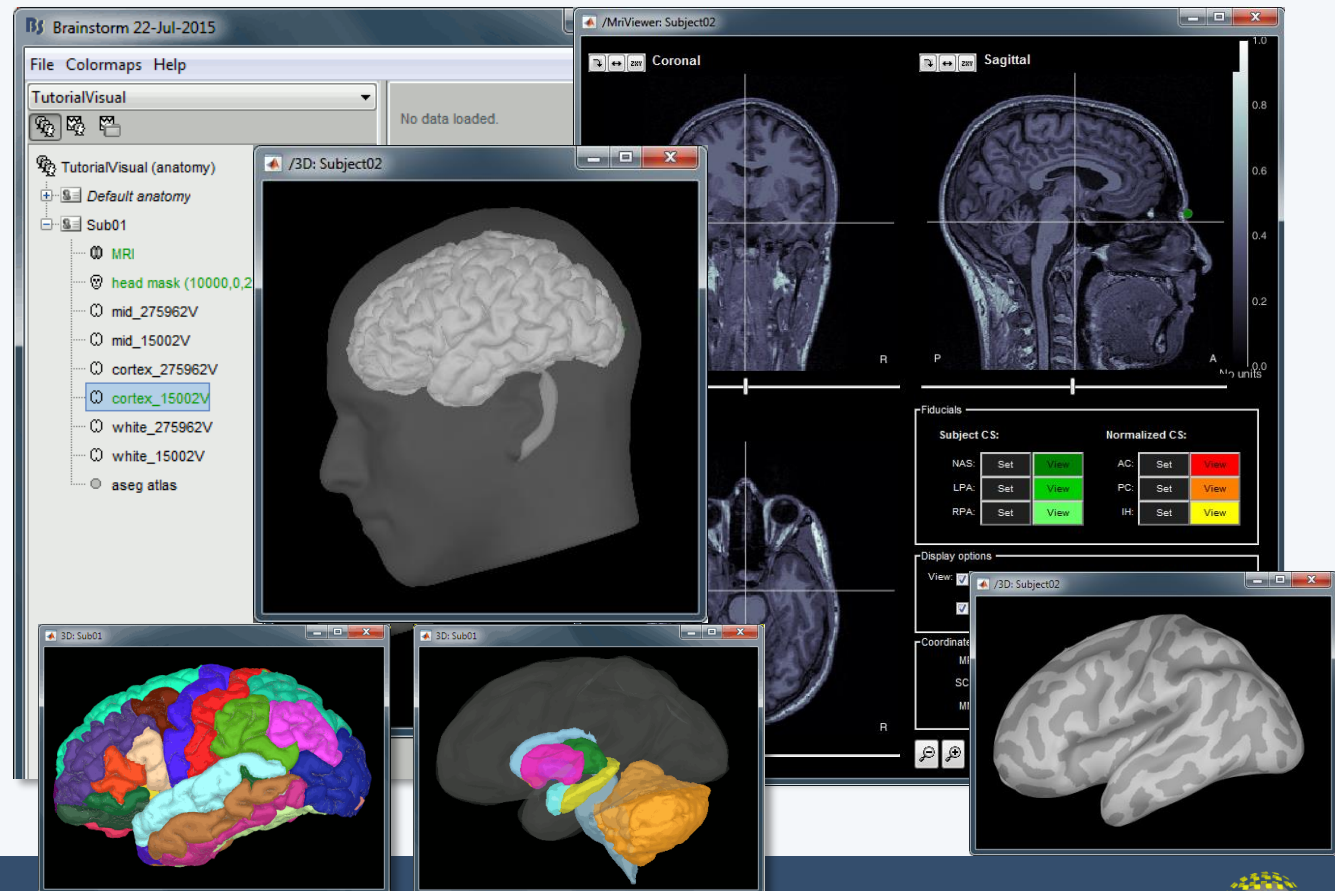 Brainstorm 22-Jul-2015
File Colormaps Help
TutorialVisual
No data loaded.
TutorialVisual (anatomy)
Default anatomy
Sub01
MRI
head mask (10000,0,2
mid_275962V
mid_15002V
cortex_275962V
cortex_15002V
white_275962V
white_15002V
aseg atlas
/3D: Subject02
/MriViewer: Subject02
Coronal
Sagittal
1.0
0.8
0.6
0.4
0.2
0.0
No units
R
P
A
Fiducials
Subject CS:
Normalized CS:
NAS: Set View
AC: Set View
LPA: Set View
PC: Set View
RPA: Set View
IH: Set View
Display options
View:
R
Coordinate
SC
/3D: Subject02
3D: Sub01
3D: Sub01